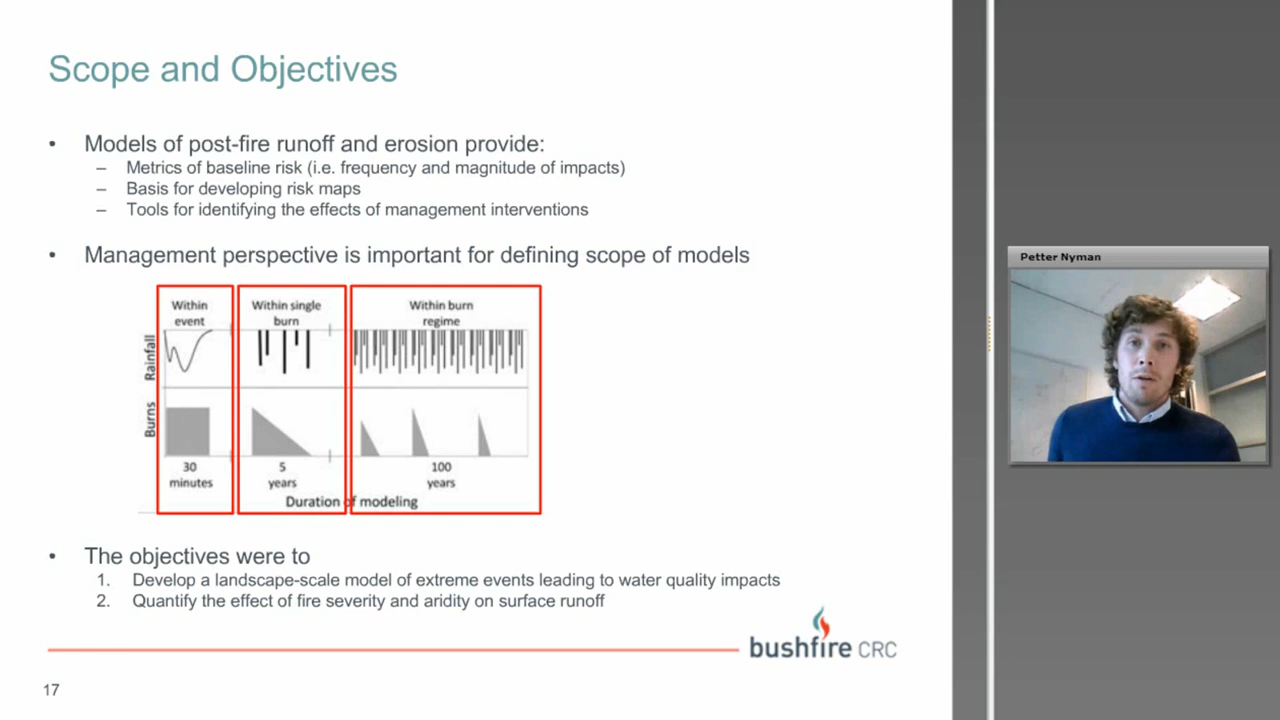 Scope and Objectives
• Models of post-fire runoff and erosion provide:
– Metrics of baseline risk (i.e. frequency and magnitude of impacts)
– Basis for developing risk maps
– Tools for identifying the effects of management interventions
• Management perspective is important for defining scope of models
Within event
Within single burn
Within burn regime
Rainfall
Burns
30 minutes
5 years
100 years
Duration of modeling
• The objectives were to
1. Develop a landscape-scale model of extreme events leading to water quality impacts
2. Quantify the effect of fire severity and aridity on surface runoff
bushfire CRC
17
Petter Nyman